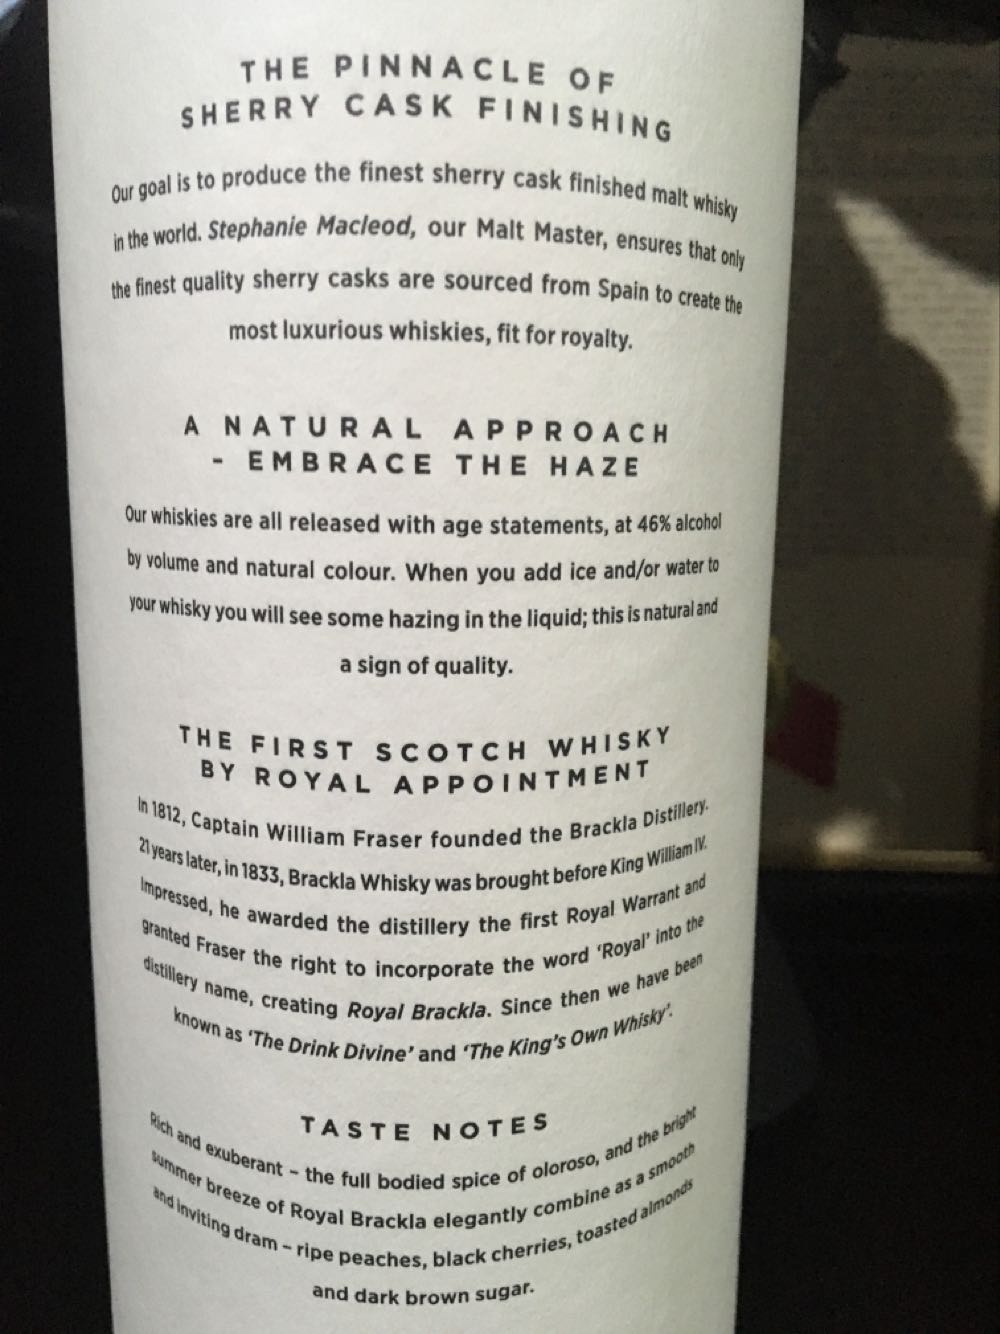 THE PINNACLE OF
SHERRY CASK FINISHING
Our goal is to produce the finest sherry cask finished malt whisky
in the world. Stephanie Macleod, our Malt Master, ensures that only
the finest quality sherry casks are sourced from Spain to create the
most luxurious whiskies, fit for royalty.
A NATURAL APPROACH
- EMBRACE THE HAZE
Our whiskies are all released with age statements, at 46% alcohol
by volume and natural colour. When you add ice and/or water to
your whisky you will see some hazing in the liquid; this is natural and
a sign of quality.
THE FIRST SCOTCH WHISKY
BY ROYAL APPOINTMENT
In 1812, Captain William Fraser founded the Brackla Distillery.
21 years later, in 1833, Brackla Whisky was brought before King William IV.
Impressed, he awarded the distillery the first Royal Warrant and
granted Fraser the right to incorporate the word ‘Royal’ into the
distillery name, creating Royal Brackla. Since then we have been
known as ‘The Drink Divine’ and ‘The King’s Own Whisky’.
TASTE NOTES
Rich and exuberant – the full bodied spice of oloroso, and the bright
summer breeze of Royal Brackla elegantly combine as a smooth
and inviting dram – ripe peaches, black cherries, toasted almonds
and dark brown sugar.